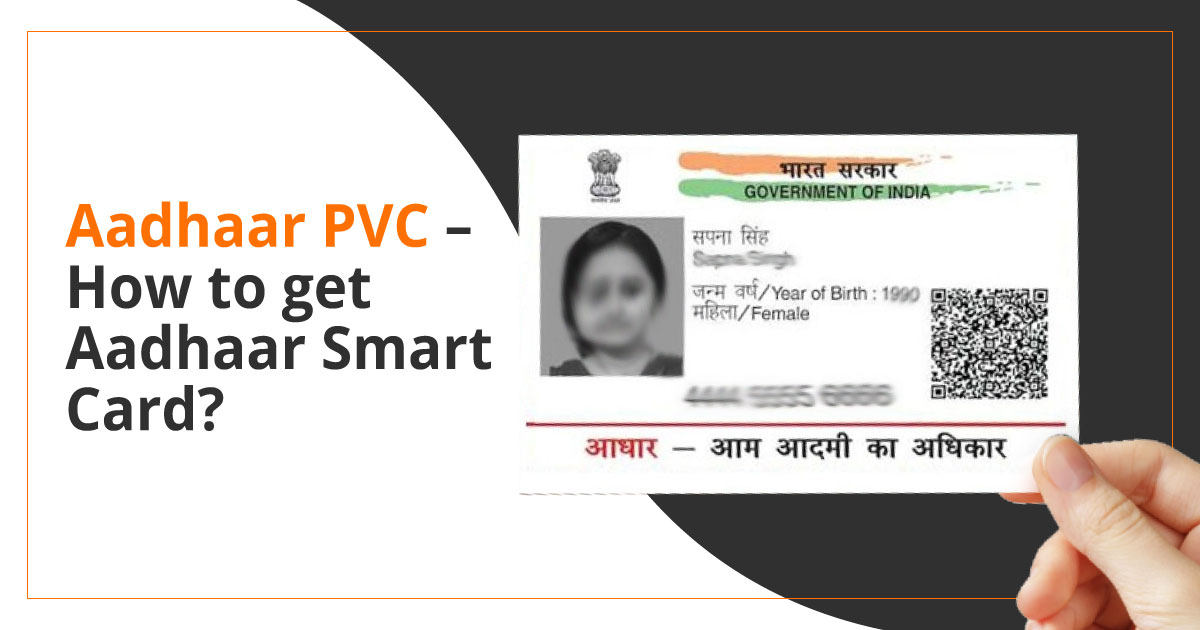 Aadhaar PVC –
How to get
Aadhaar Smart
Card?
भारत सरकार
GOVERNMENT OF INDIA
सपना सिंह
जन्म वर्ष/Year of Birth : 1990
महिला/Female
आधार – आम आदमी का अधिकार